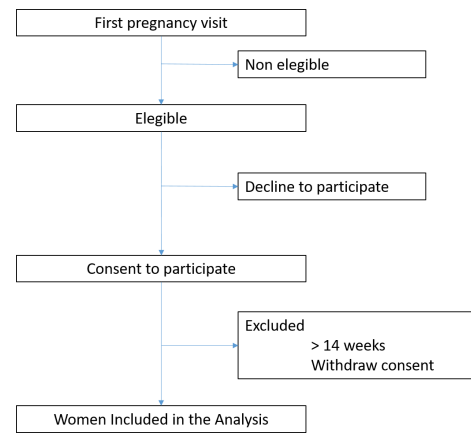 First pregnancy visit
Non elegible
Elegible
Decline to participate
Consent to participate
Excluded
> 14 weeks
Withdraw consent
Women Included in the Analysis